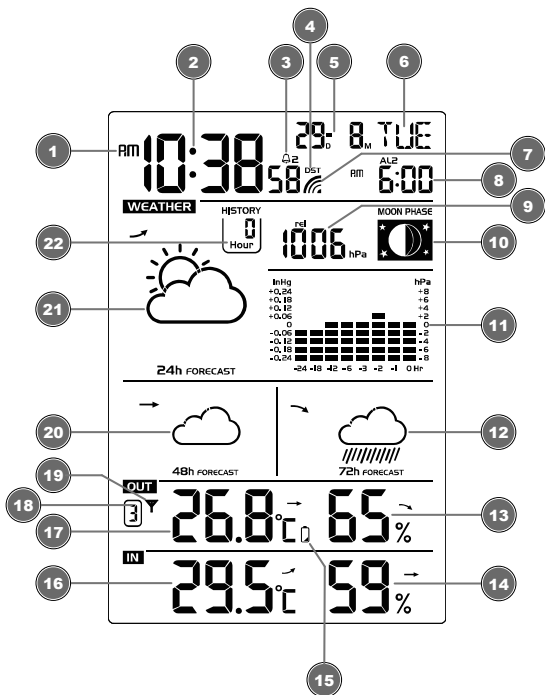 4
2 3 5 6
29-D 8M TUE
1 AM 10:38 58 🔔2 DST AM AL2 6:00 7 8
WEATHER HISTORY 0 Hour rel 1006 hPa MOON PHASE 9
22 10
InHg hPa
+0.24 +8
+0.18 +6
+0.12 +4
+0.06 +2
0 0 11
-0.06 -2
-0.12 -4
-0.18 -6
-0.24 -8
-24 -18 -12 -6 -3 -2 -1 0 Hr
21
24h FORECAST
20 12
48h FORECAST 72h FORECAST
19 OUT
18 3
17 26.8°C 65% 13
IN
16 29.5°C 59% 14
15